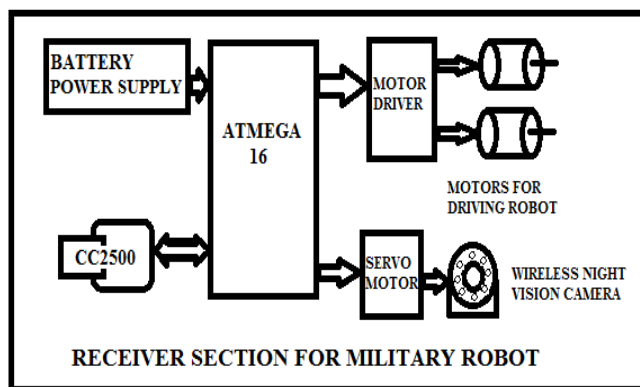 BATTERY
POWER SUPPLY
ATMEGA
16
MOTOR
DRIVER
MOTORS FOR
DRIVING ROBOT
CC2500
SERVO
MOTOR
WIRELESS NIGHT
VISION CAMERA
RECEIVER SECTION FOR MILITARY ROBOT